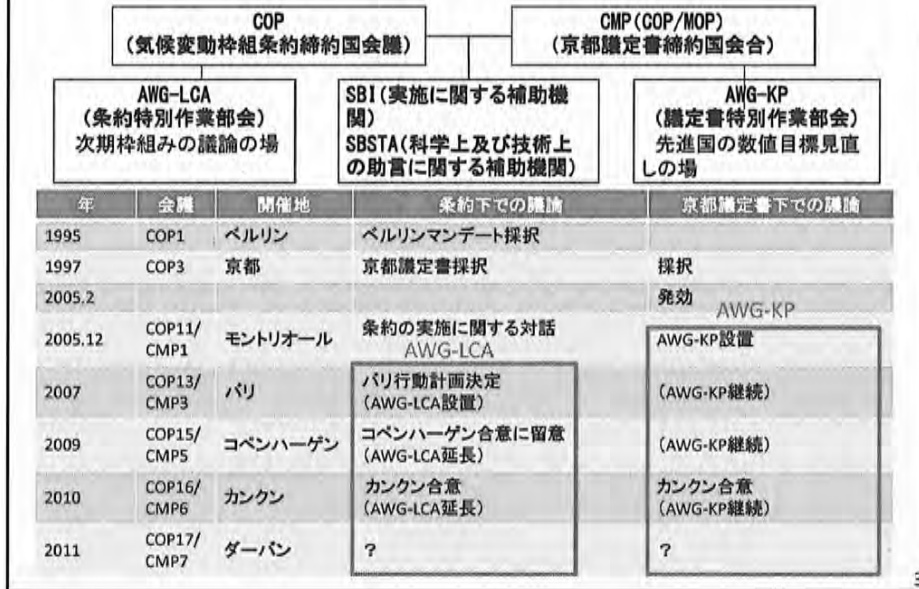 COP
(気候変動枠組条約締約国会議)
CMP(COP/MOP)
(京都議定書締約国会合)
AWG-LCA
(条約特別作業部会)
次期枠組みの議論の場
SBI(実施に関する補助機
関)
SBSTA(科学上及び技術上
の助言に関する補助機関)
AWG-KP
(議定書特別作業部会)
先進国の数値目標見直
しの場
年 会議 開催地 条約下での議論 京都議定書下での議論
1995 COP1 ベルリン ベルリンマンデート採択
1997 COP3 京都 京都議定書採択 採択
2005.2 発効
AWG-KP
2005.12 COP11/ CMP1 モントリオール 条約の実施に関する対話 AWG-KP設置
AWG-LCA
2007 COP13/ CMP3 バリ バリ行動計画決定 (AWG-KP継続)
(AWG-LCA設置)
2009 COP15/ CMP5 コペンハーゲン コペンハーゲン合意に留意 (AWG-KP継続)
(AWG-LCA延長)
2010 COP16/ CMP6 カンクン カンクン合意 カンクン合意
(AWG-LCA延長) (AWG-KP継続)
2011 COP17/ CMP7 ダーバン ? ?
3